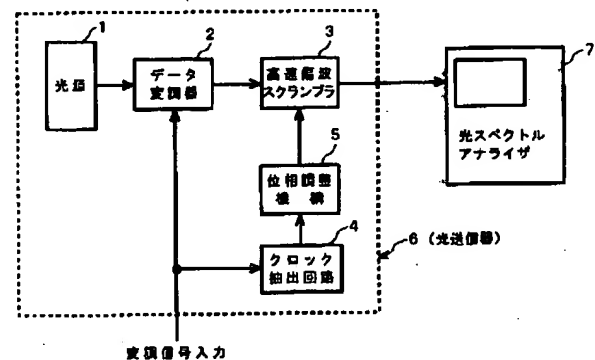 1
光源
2
データ
変調器
3
高速偏波
スクランブラ
7
光スペクトル
アナライザ
5
位相調整
機構
4
クロック
抽出回路
6（光送信器）
変調信号入力